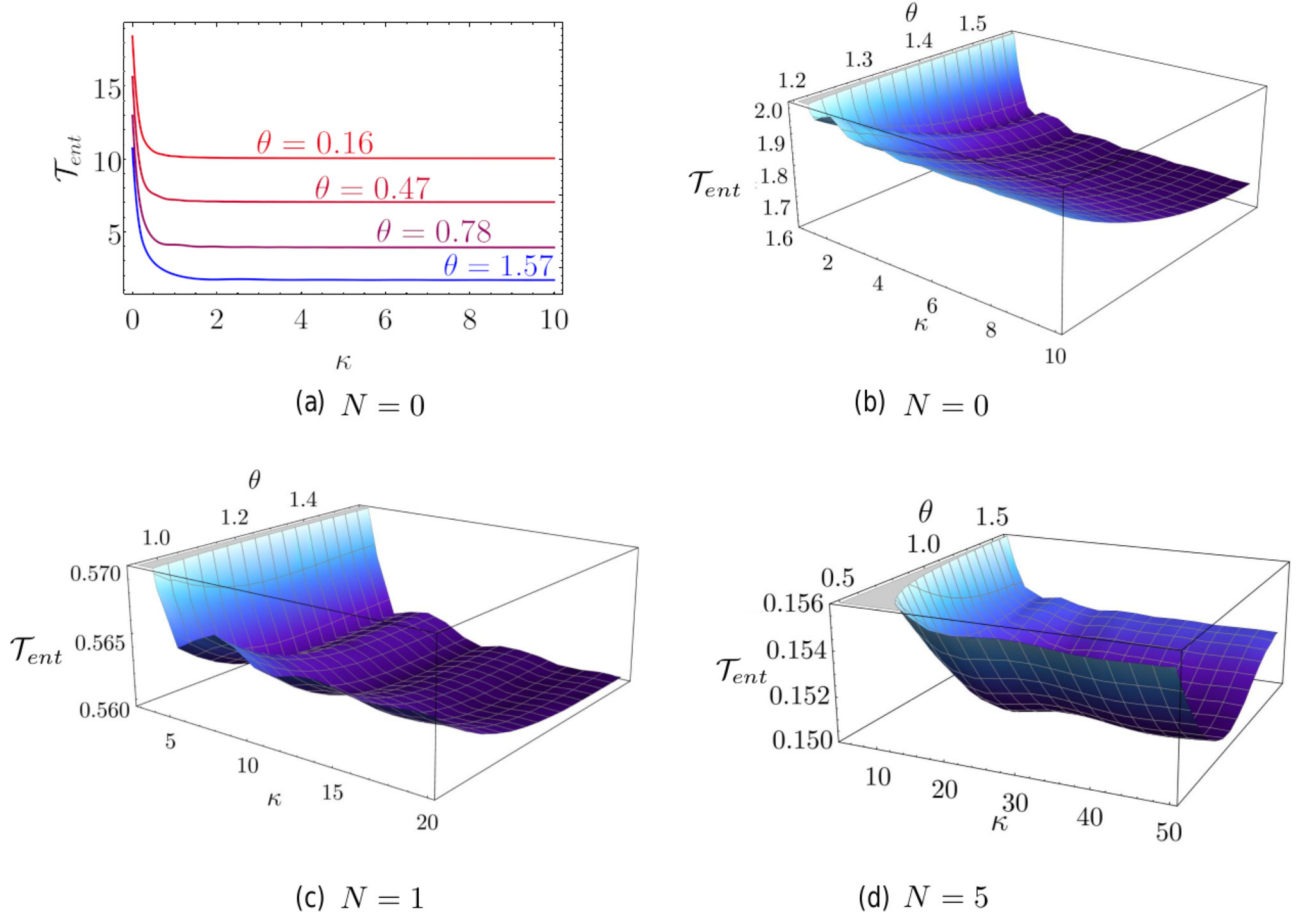 15
10
5
𝒯ent
θ = 0.16
θ = 0.47
θ = 0.78
θ = 1.57
0 2 4 6 8 10
κ
(a) N = 0
θ
1.2 1.3 1.4 1.5
2.0
1.9
1.8
1.7
1.6
𝒯ent
2 4 6 8 10
κ
(b) N = 0
θ
1.0 1.2 1.4
0.570
0.565
0.560
𝒯ent
5 10 15 20
κ
(c) N = 1
θ
0.5 1.0 1.5
0.156
0.154
0.152
0.150
𝒯ent
10 20 30 40 50
κ
(d) N = 5